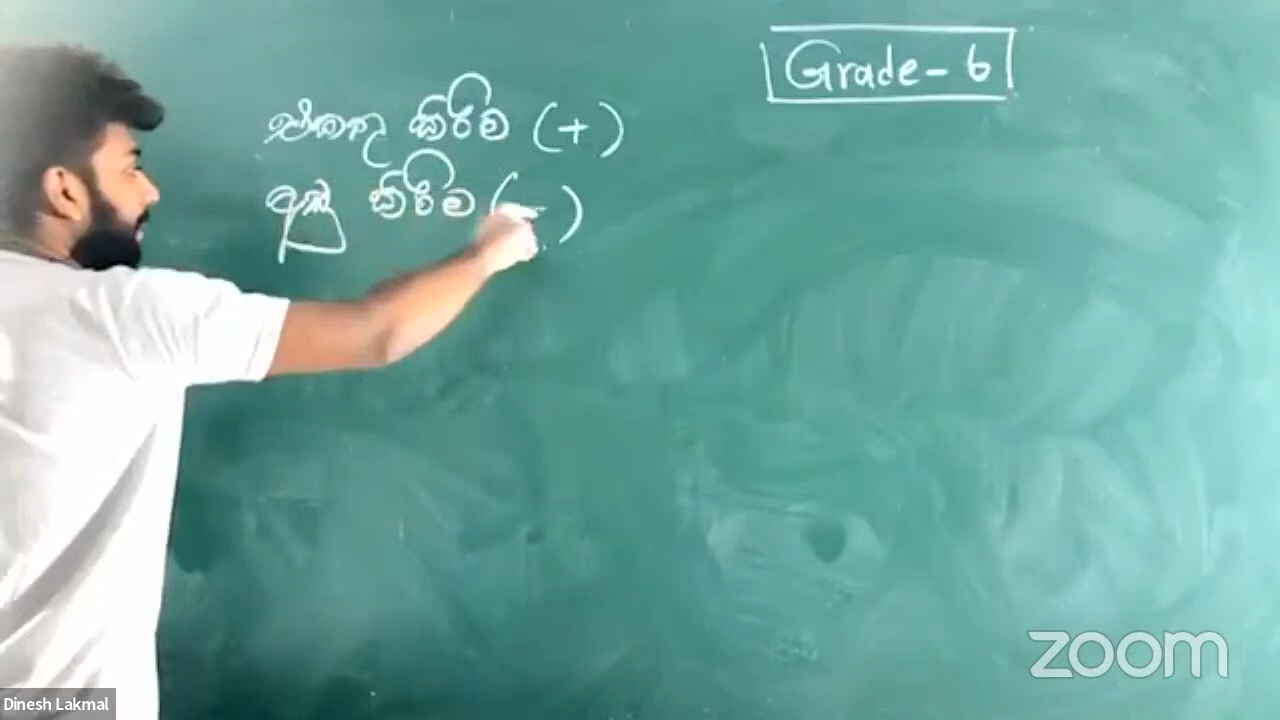 Grade - 6
එකතු කිරීම (+)
අඩු කිරීම (-)
zoom
Dinesh Lakmal